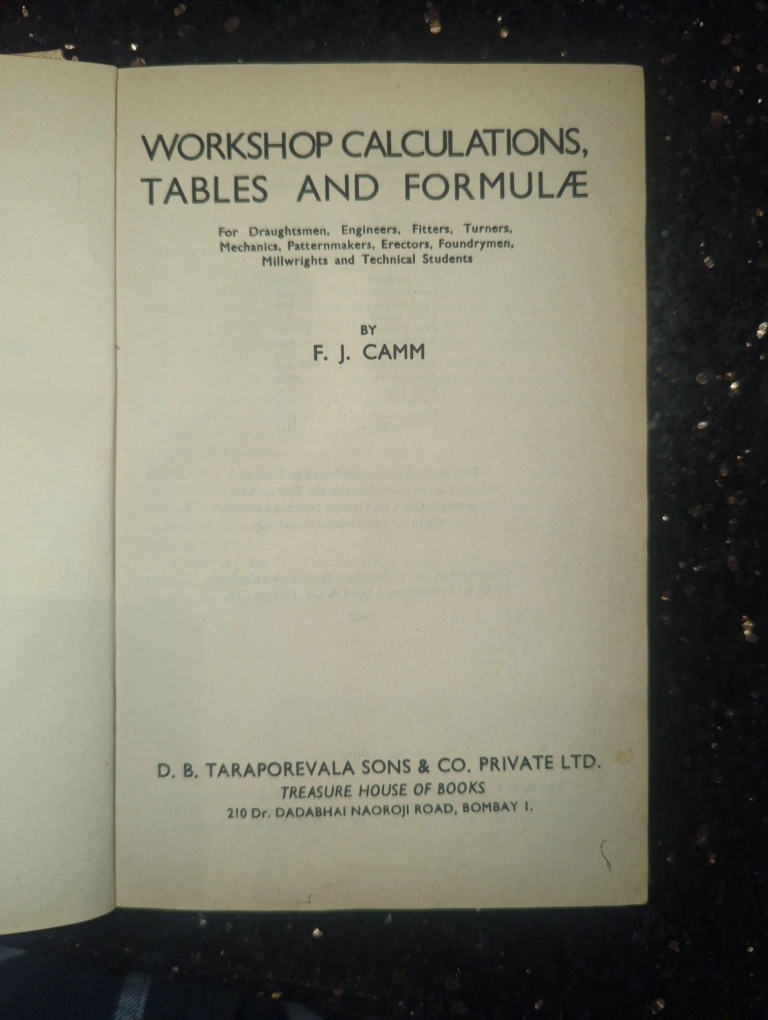 WORKSHOP CALCULATIONS,
TABLES AND FORMULÆ
For Draughtsmen, Engineers, Fitters, Turners,
Mechanics, Patternmakers, Erectors, Foundrymen,
Millwrights and Technical Students
BY
F. J. CAMM
D. B. TARAPOREVALA SONS & CO. PRIVATE LTD.
TREASURE HOUSE OF BOOKS
210 Dr. DADABHAI NAOROJI ROAD, BOMBAY 1.